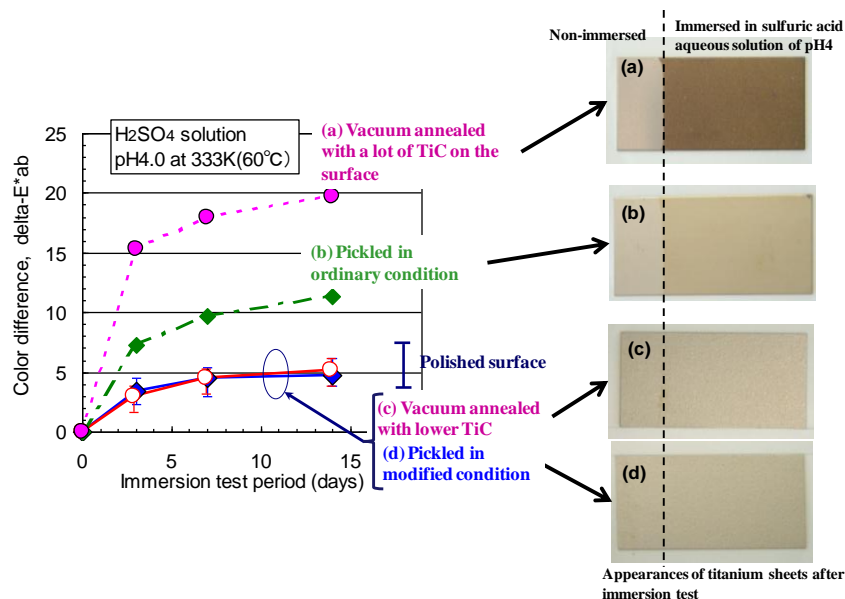 Non-immersed
Immersed in sulfuric acid
aqueous solution of pH4
(a)
25
20
15
10
5
0
Color difference, delta-E*ab
H2SO4 solution
pH4.0 at 333K(60℃)
(a) Vacuum annealed
with a lot of TiC on the
surface
(b)
(b) Pickled in
ordinary condition
(c)
Polished surface
(c) Vacuum annealed
with lower TiC
(d) Pickled in
modified condition
(d)
0
5
10
15
Immersion test period (days)
Appearances of titanium sheets after
immersion test